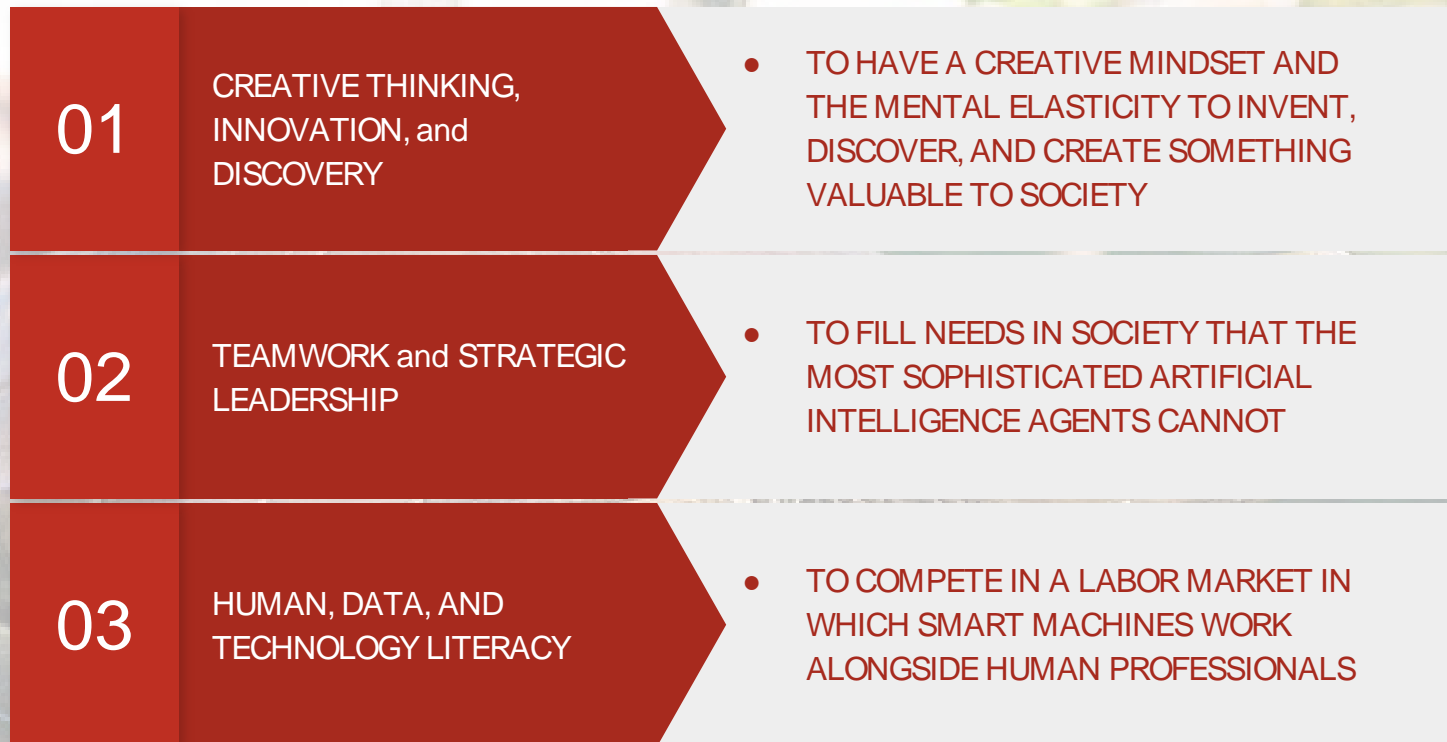 01
CREATIVE THINKING,
INNOVATION, and
DISCOVERY
● TO HAVE A CREATIVE MINDSET AND
THE MENTAL ELASTICITY TO INVENT,
DISCOVER, AND CREATE SOMETHING
VALUABLE TO SOCIETY
02
TEAMWORK and STRATEGIC
LEADERSHIP
● TO FILL NEEDS IN SOCIETY THAT THE
MOST SOPHISTICATED ARTIFICIAL
INTELLIGENCE AGENTS CANNOT
03
HUMAN, DATA, AND
TECHNOLOGY LITERACY
● TO COMPETE IN A LABOR MARKET IN
WHICH SMART MACHINES WORK
ALONGSIDE HUMAN PROFESSIONALS